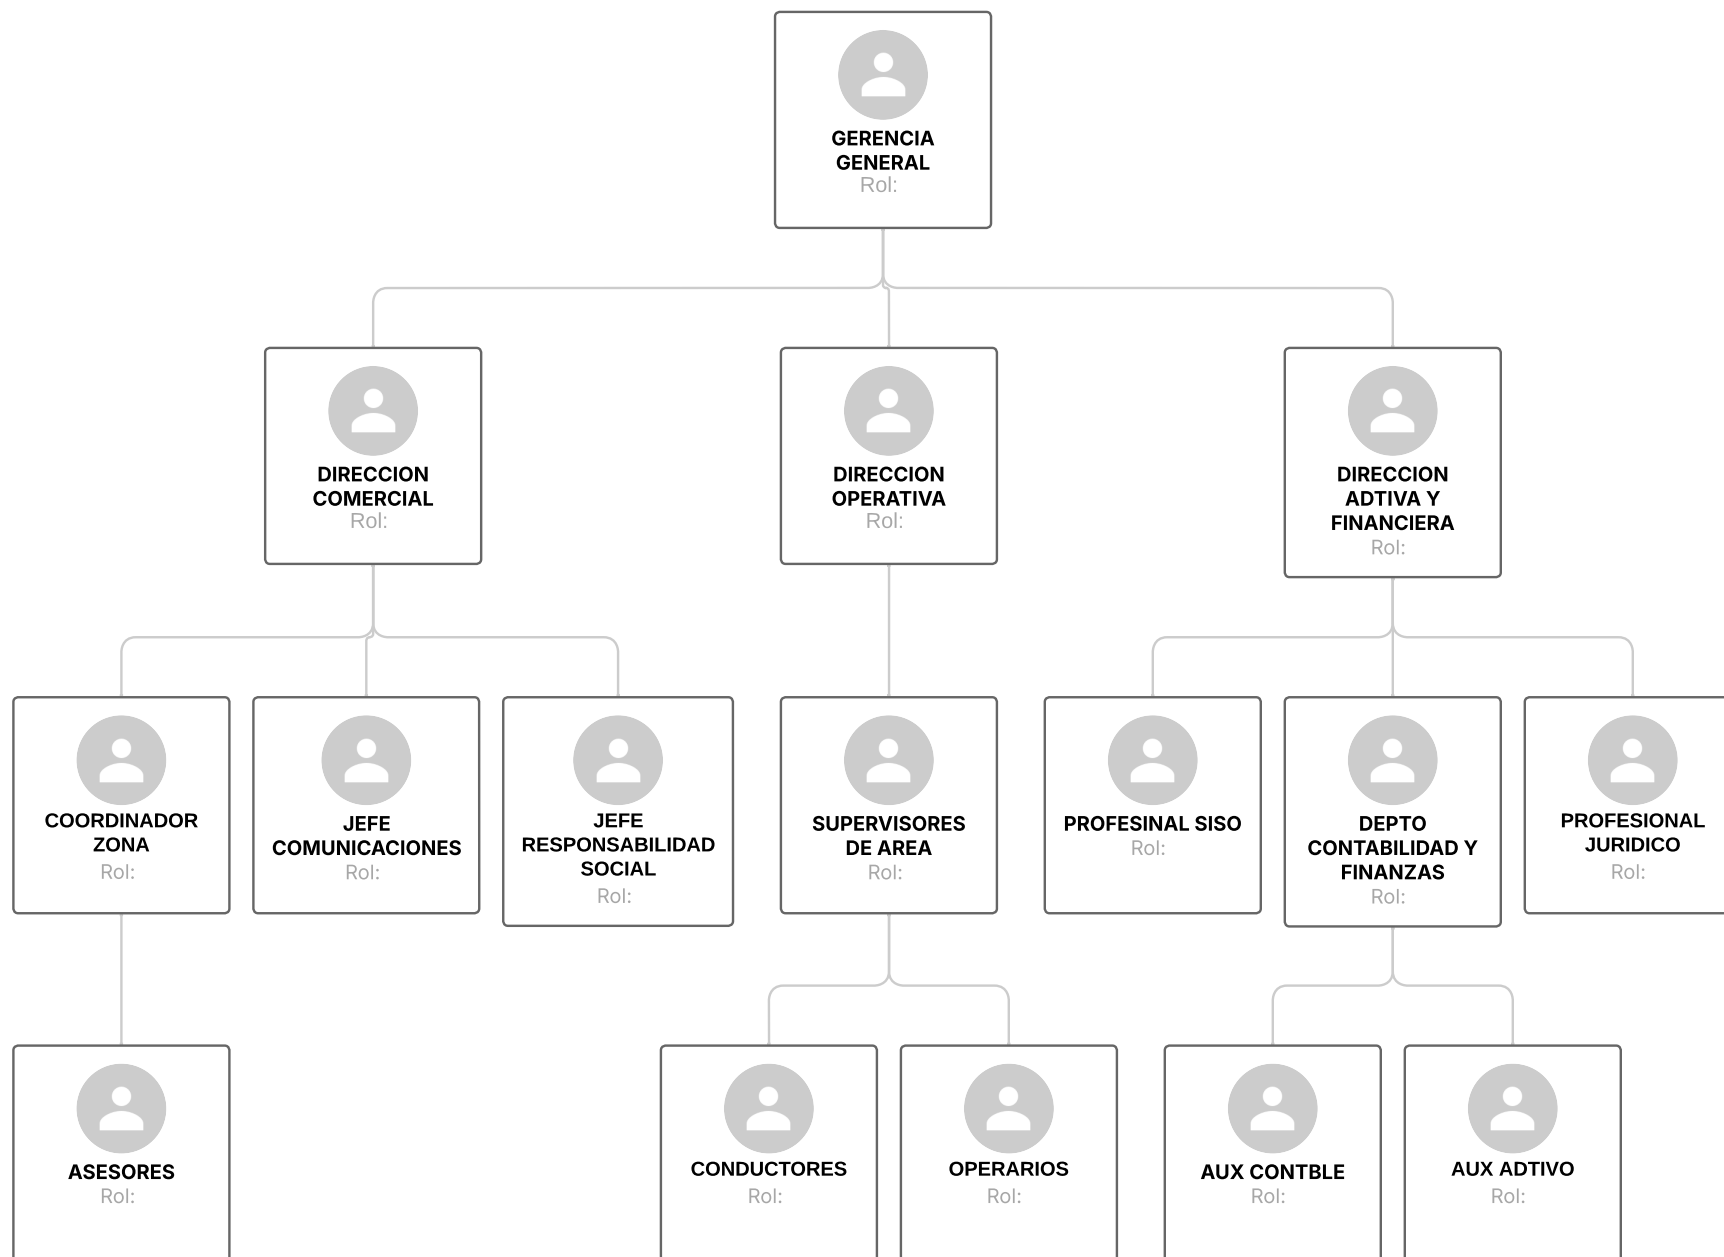 GERENCIA
GENERAL
Rol:
DIRECCION
COMERCIAL
Rol:
DIRECCION
OPERATIVA
Rol:
DIRECCION
ADTIVA Y
FINANCIERA
Rol:
COORDINADOR
ZONA
Rol:
JEFE
COMUNICACIONES
Rol:
JEFE
RESPONSABILIDAD
SOCIAL
Rol:
SUPERVISORES
DE AREA
Rol:
PROFESINAL SISO
Rol:
DEPTO
CONTABILIDAD Y
FINANZAS
Rol:
PROFESIONAL
JURIDICO
Rol:
ASESORES
Rol:
CONDUCTORES
Rol:
OPERARIOS
Rol:
AUX CONTBLE
Rol:
AUX ADTIVO
Rol: